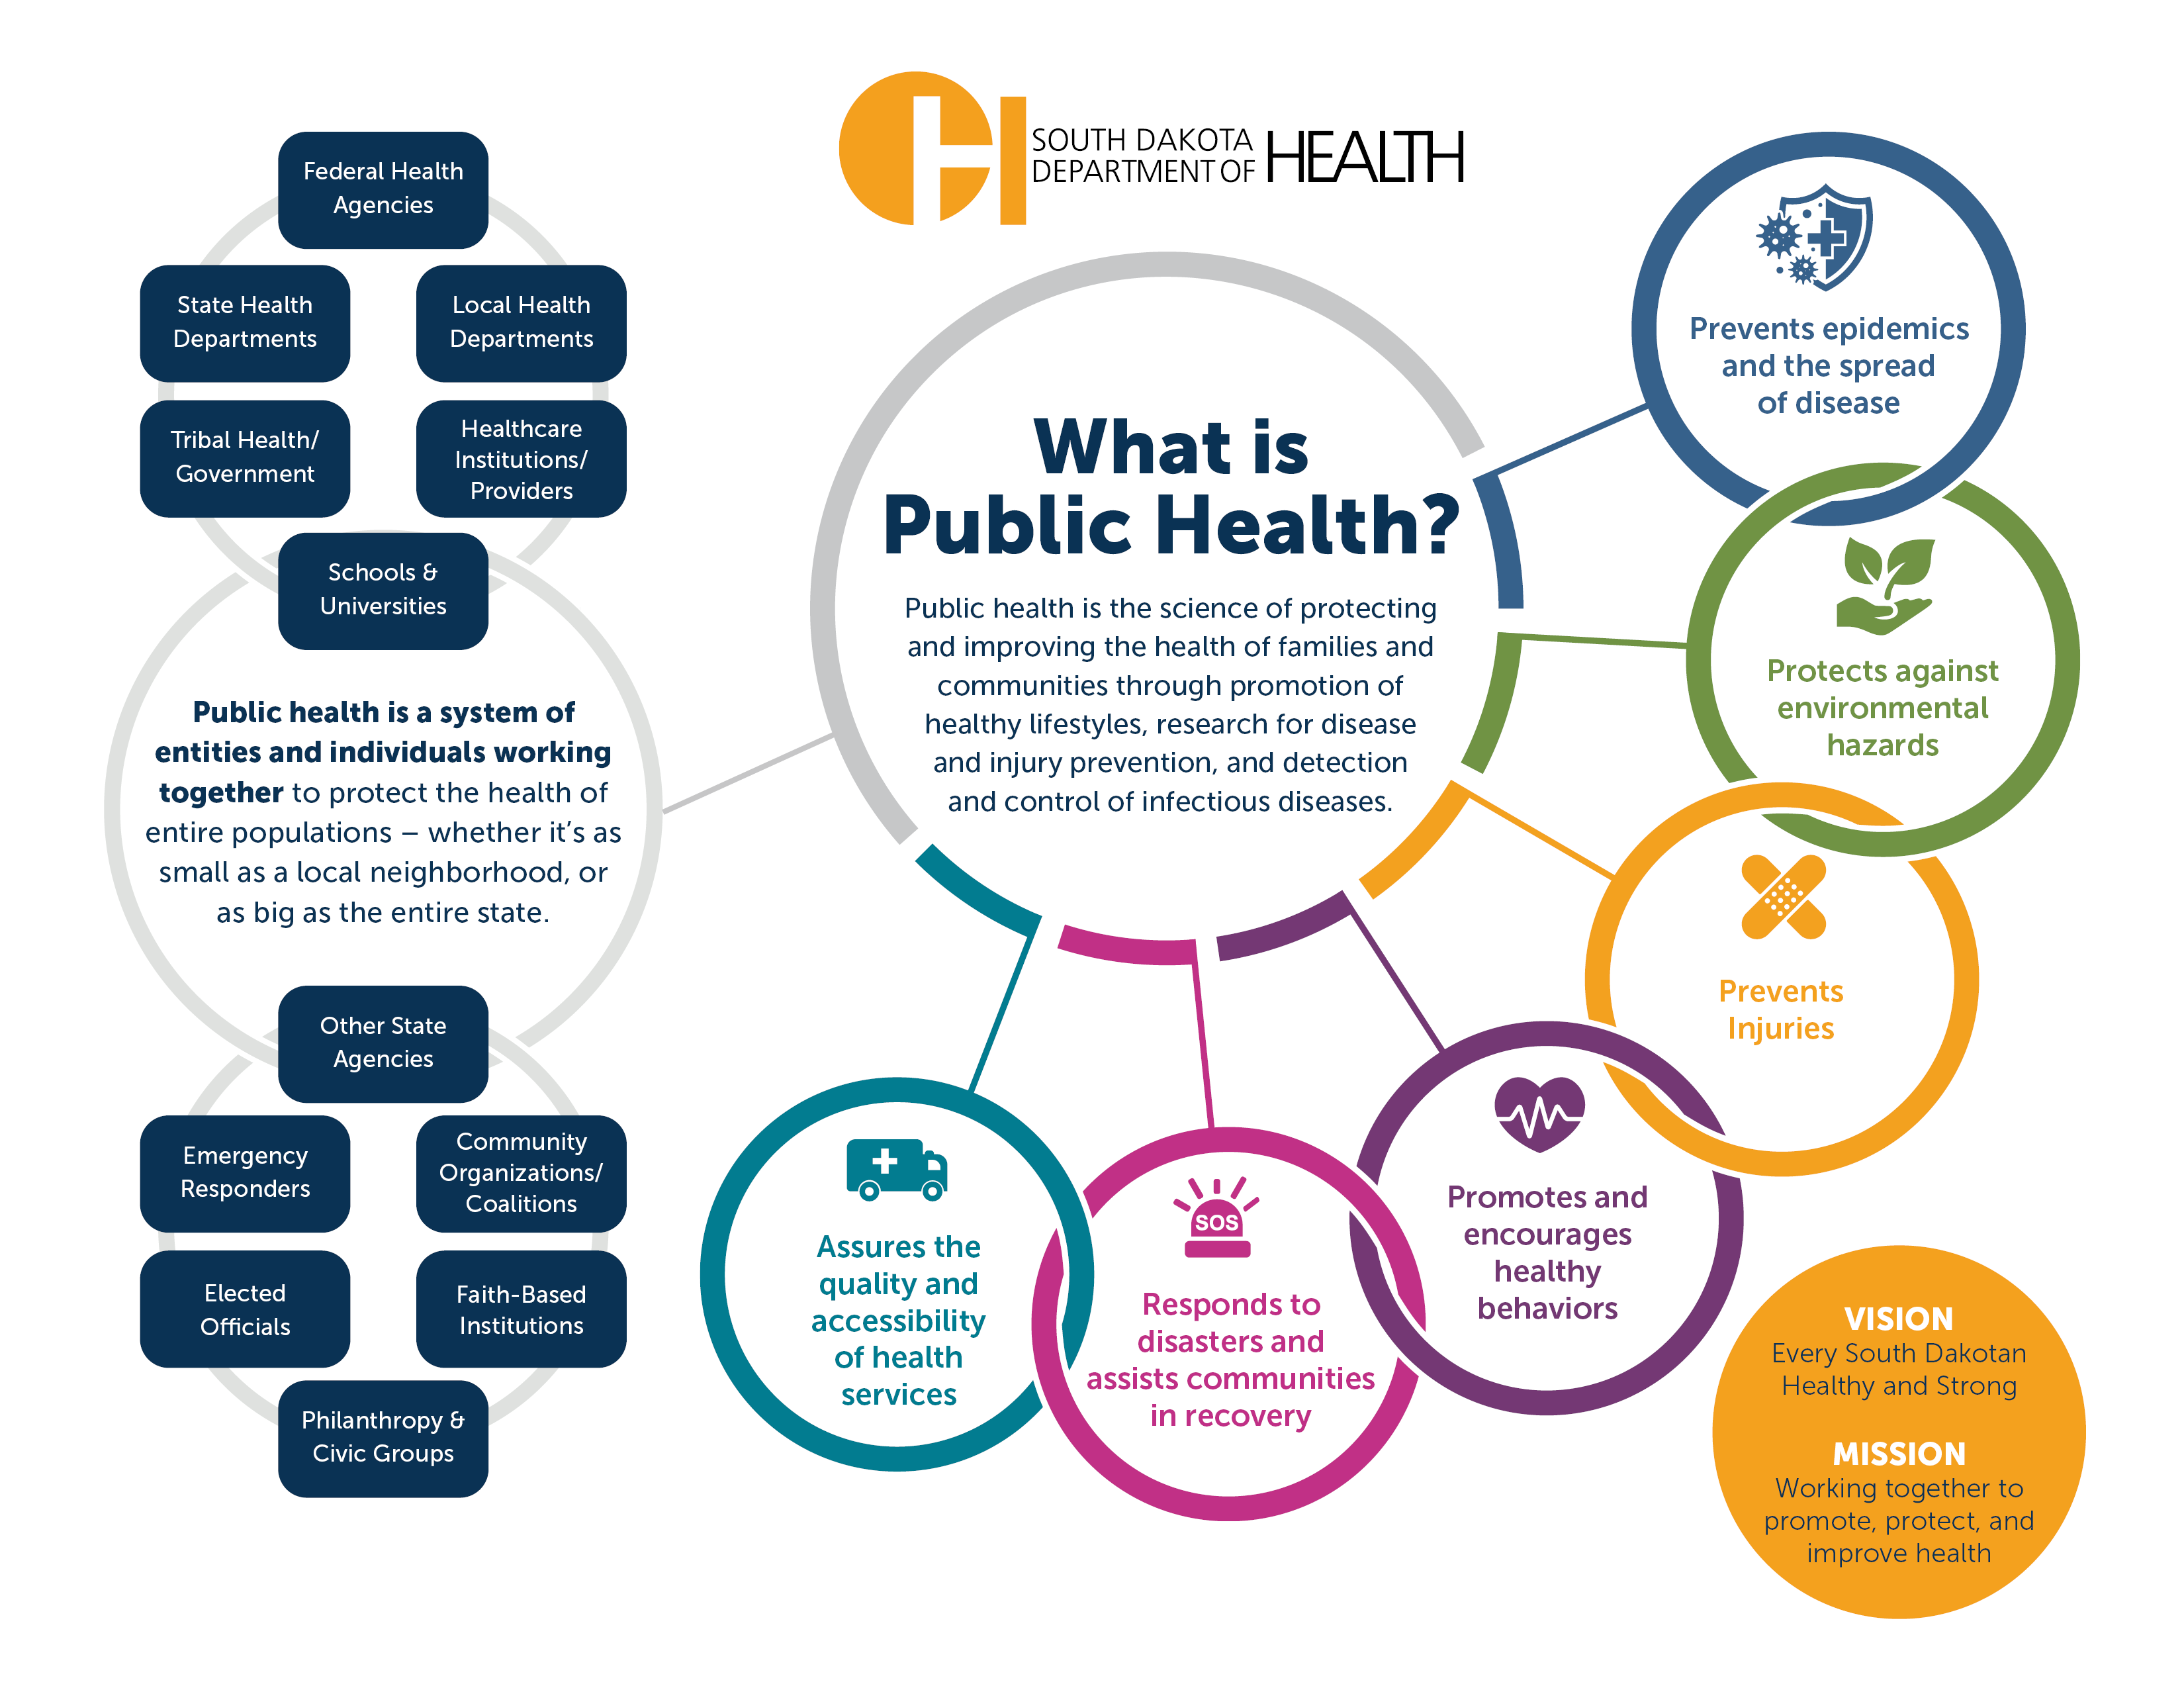 SOUTH DAKOTA
DEPARTMENT OF HEALTH
Federal Health
Agencies
State Health
Departments
Local Health
Departments
Tribal Health/
Government
Healthcare
Institutions/
Providers
Schools &
Universities
Public health is a system of
entities and individuals working
together to protect the health of
entire populations – whether it’s as
small as a local neighborhood, or
as big as the entire state.
Other State
Agencies
Emergency
Responders
Community
Organizations/
Coalitions
Elected
Officials
Faith-Based
Institutions
Philanthropy &
Civic Groups
What is
Public Health?
Public health is the science of protecting
and improving the health of families and
communities through promotion of
healthy lifestyles, research for disease
and injury prevention, and detection
and control of infectious diseases.
Prevents epidemics
and the spread
of disease
Protects against
environmental
hazards
Prevents
Injuries
Promotes and
encourages
healthy
behaviors
SOS
Responds to
disasters and
assists communities
in recovery
Assures the
quality and
accessibility
of health
services
VISION
Every South Dakotan
Healthy and Strong
MISSION
Working together to
promote, protect, and
improve health